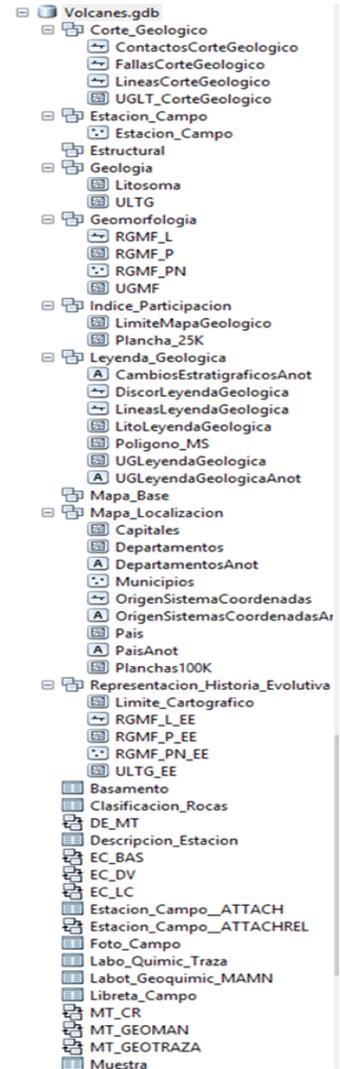 Volcanes.gdb
Corte_Geologico
ContactosCorteGeologico
FallasCorteGeologico
LineasCorteGeologico
UGLT_CorteGeologico
Estacion_Campo
Estacion_Campo
Estructural
Geologia
Litosoma
ULTG
Geomorfologia
RGMF_L
RGMF_P
RGMF_PN
UGMF
Indice_Participacion
LimiteMapaGeologico
Plancha_25K
Leyenda_Geologica
A CambiosEstratigraficosAnot
DiscorLeyendaGeologica
LineasLeyendaGeologica
LitoLeyendaGeologica
Poligono_MS
UGLeyendaGeologica
A UGLeyendaGeologicaAnot
Mapa_Base
Mapa_Localizacion
Capitales
Departamentos
A DepartamentosAnot
Municipios
OrigenSistemaCoordenadas
A OrigenSistemasCoordenadasAr
Pais
A PaisAnot
Planchas100K
Representacion_Historia_Evolutiva
Limite_Cartografico
RGMF_L_EE
RGMF_P_EE
RGMF_PN_EE
ULTG_EE
Basamento
Clasificacion_Rocas
DE_MT
Descripcion_Estacion
EC_BAS
EC_DV
EC_LC
Estacion_Campo__ATTACH
Estacion_Campo__ATTACHREL
Foto_Campo
Labo_Quimic_Traza
Labot_Geoquimic_MAMN
Libreta_Campo
MT_CR
MT_GEOMAN
MT_GEOTRAZA
Muestra